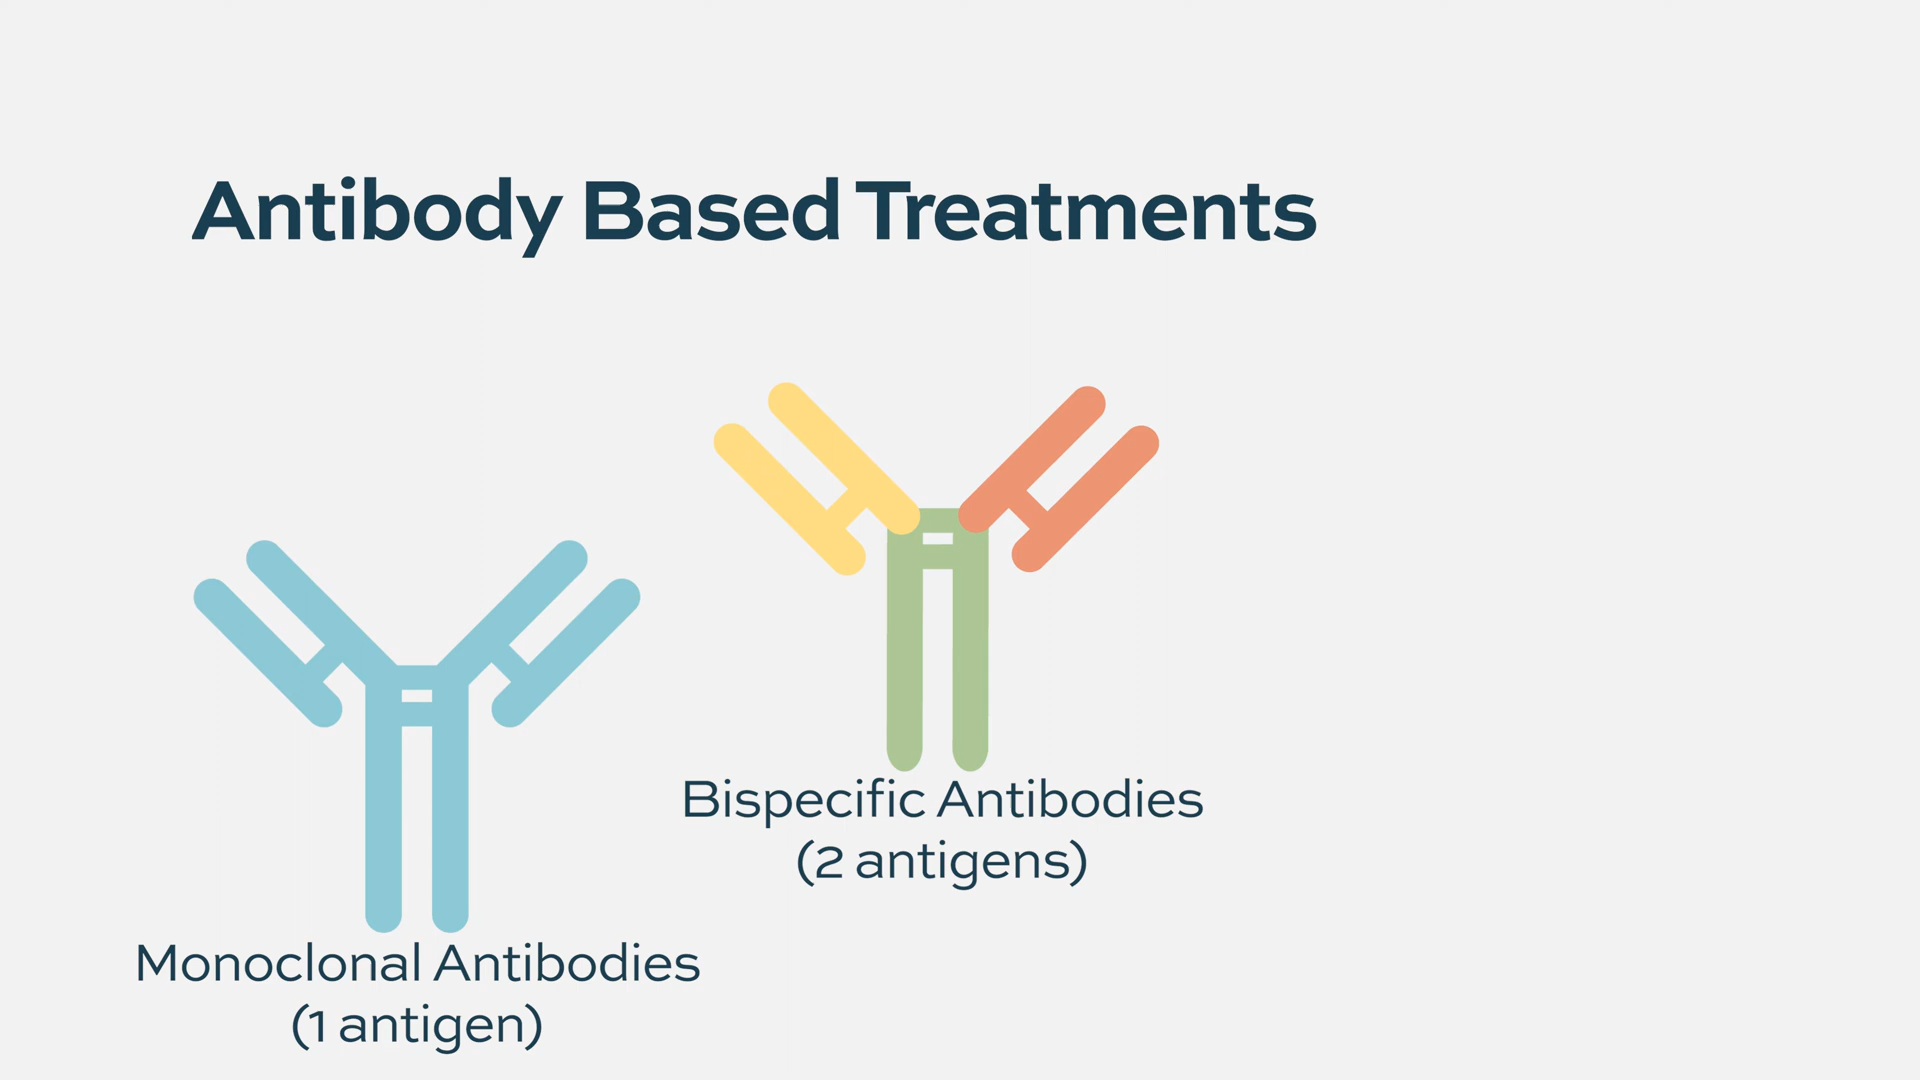 Antibody Based Treatments
Bispecific Antibodies
(2 antigens)
Monoclonal Antibodies
(1 antigen)